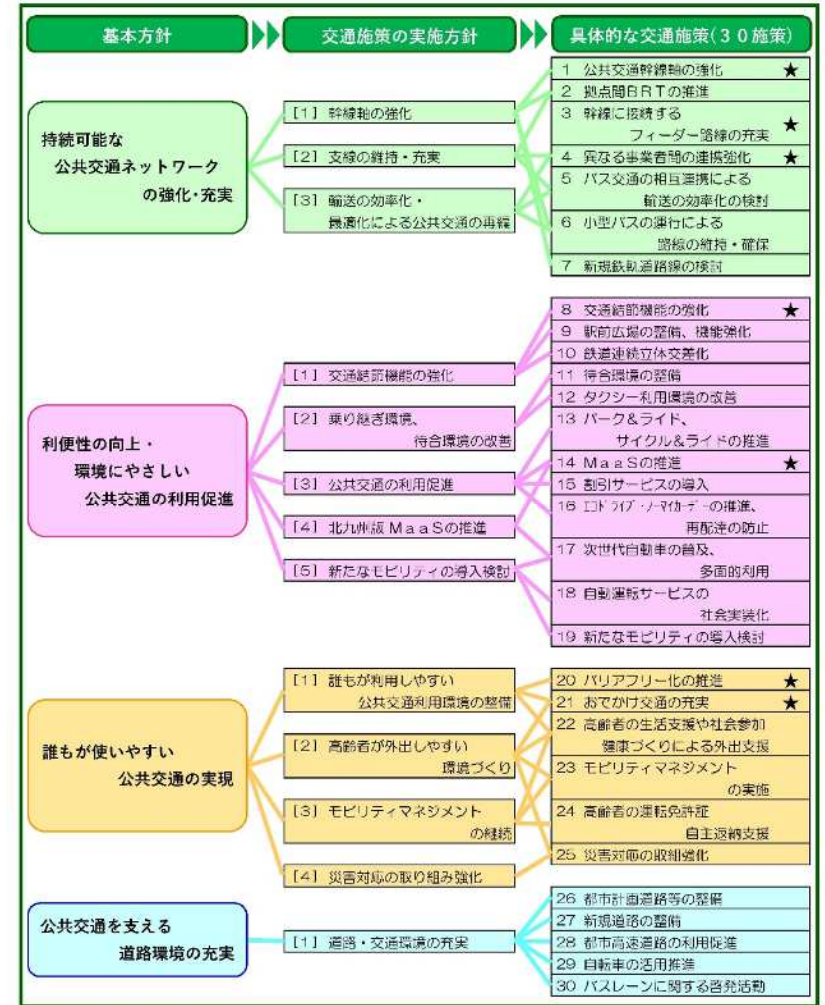 基本方針
交通施策の実施方針
具体的な交通施策(30施策)
持続可能な
公共交通ネットワーク
の強化・充実
[1] 幹線軸の強化
[2] 支線の維持・充実
[3] 輸送の効率化・
最適化による公共交通の再編
1 公共交通幹線軸の強化 ★
2 拠点間BRTの推進
3 幹線に接続する
フィーダー路線の充実 ★
4 異なる事業者間の連携強化 ★
5 バス交通の相互連携による
輸送の効率化の検討
6 小型バスの運行による
路線の維持・確保
7 新規鉄軌道路線の検討
利便性の向上・
環境にやさしい
公共交通の利用促進
[1] 交通結節機能の強化
[2] 乗り継ぎ環境、
待合環境の改善
[3] 公共交通の利用促進
[4] 北九州版MaaSの推進
[5] 新たなモビリティの導入検討
8 交通結節機能の強化 ★
9 駅前広場の整備、機能強化
10 鉄道連続立体交差化
11 待合環境の整備
12 タクシー利用環境の改善
13 パーク&ライド、
サイクル&ライドの推進
14 MaaSの推進 ★
15 割引サービスの導入
16 エコドライブ・ノーマイカーデーの推進、
再配達の防止
17 次世代自動車の普及、
多面的利用
18 自動運転サービスの
社会実装化
19 新たなモビリティの導入検討
誰もが使いやすい
公共交通の実現
[1] 誰もが利用しやすい
公共交通利用環境の整備
[2] 高齢者が外出しやすい
環境づくり
[3] モビリティマネジメント
の継続
[4] 災害対応の取り組み強化
20 バリアフリー化の推進 ★
21 おでかけ交通の充実 ★
22 高齢者の生活支援や社会参加
健康づくりによる外出支援
23 モビリティマネジメント
の実施
24 高齢者の運転免許証
自主返納支援
25 災害対応の取組強化
公共交通を支える
道路環境の充実
[1] 道路・交通環境の充実
26 都市計画道路等の整備
27 新規道路の整備
28 都市高速道路の利用促進
29 自転車の活用推進
30 バスレーンに関する啓発活動